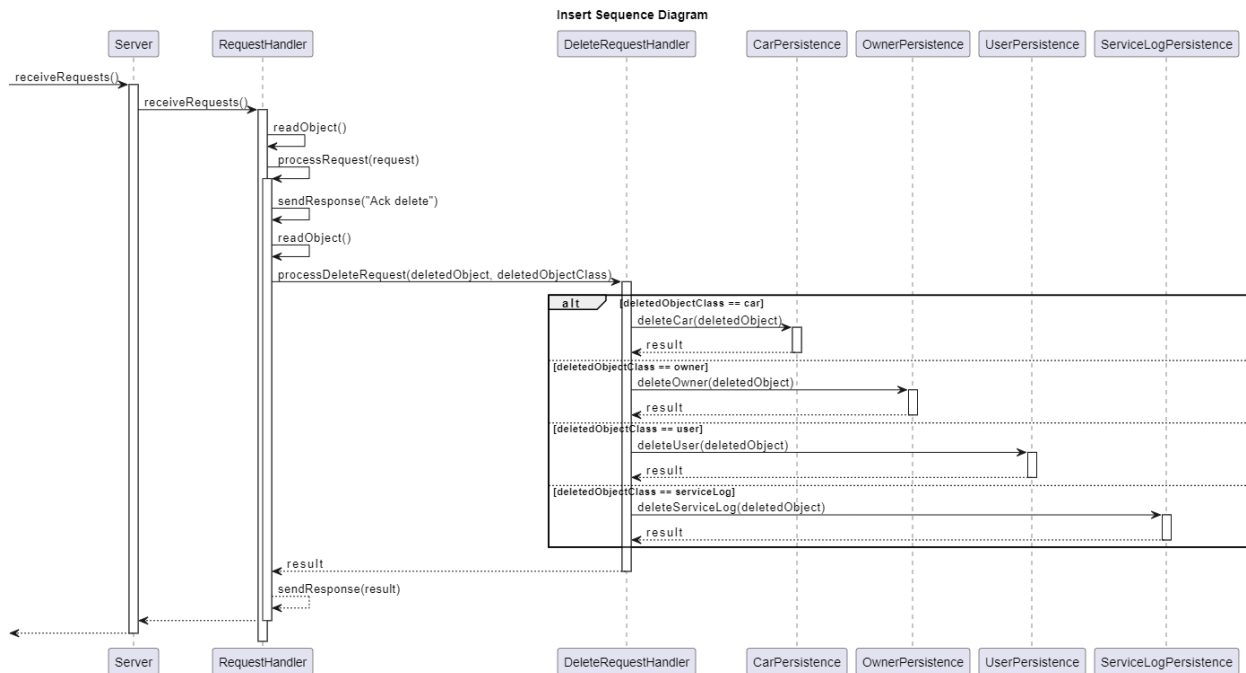 Insert Sequence Diagram
Server RequestHandler DeleteRequestHandler CarPersistence OwnerPersistence UserPersistence ServiceLogPersistence
receiveRequests()
receiveRequests()
readObject()
processRequest(request)
sendResponse("Ack delete")
readObject()
processDeleteRequest(deletedObject, deletedObjectClass)
alt [deletedObjectClass == car]
deleteCar(deletedObject)
result
[deletedObjectClass == owner]
deleteOwner(deletedObject)
result
[deletedObjectClass == user]
deleteUser(deletedObject)
result
[deletedObjectClass == serviceLog]
deleteServiceLog(deletedObject)
result
result
sendResponse(result)
Server RequestHandler DeleteRequestHandler CarPersistence OwnerPersistence UserPersistence ServiceLogPersistence